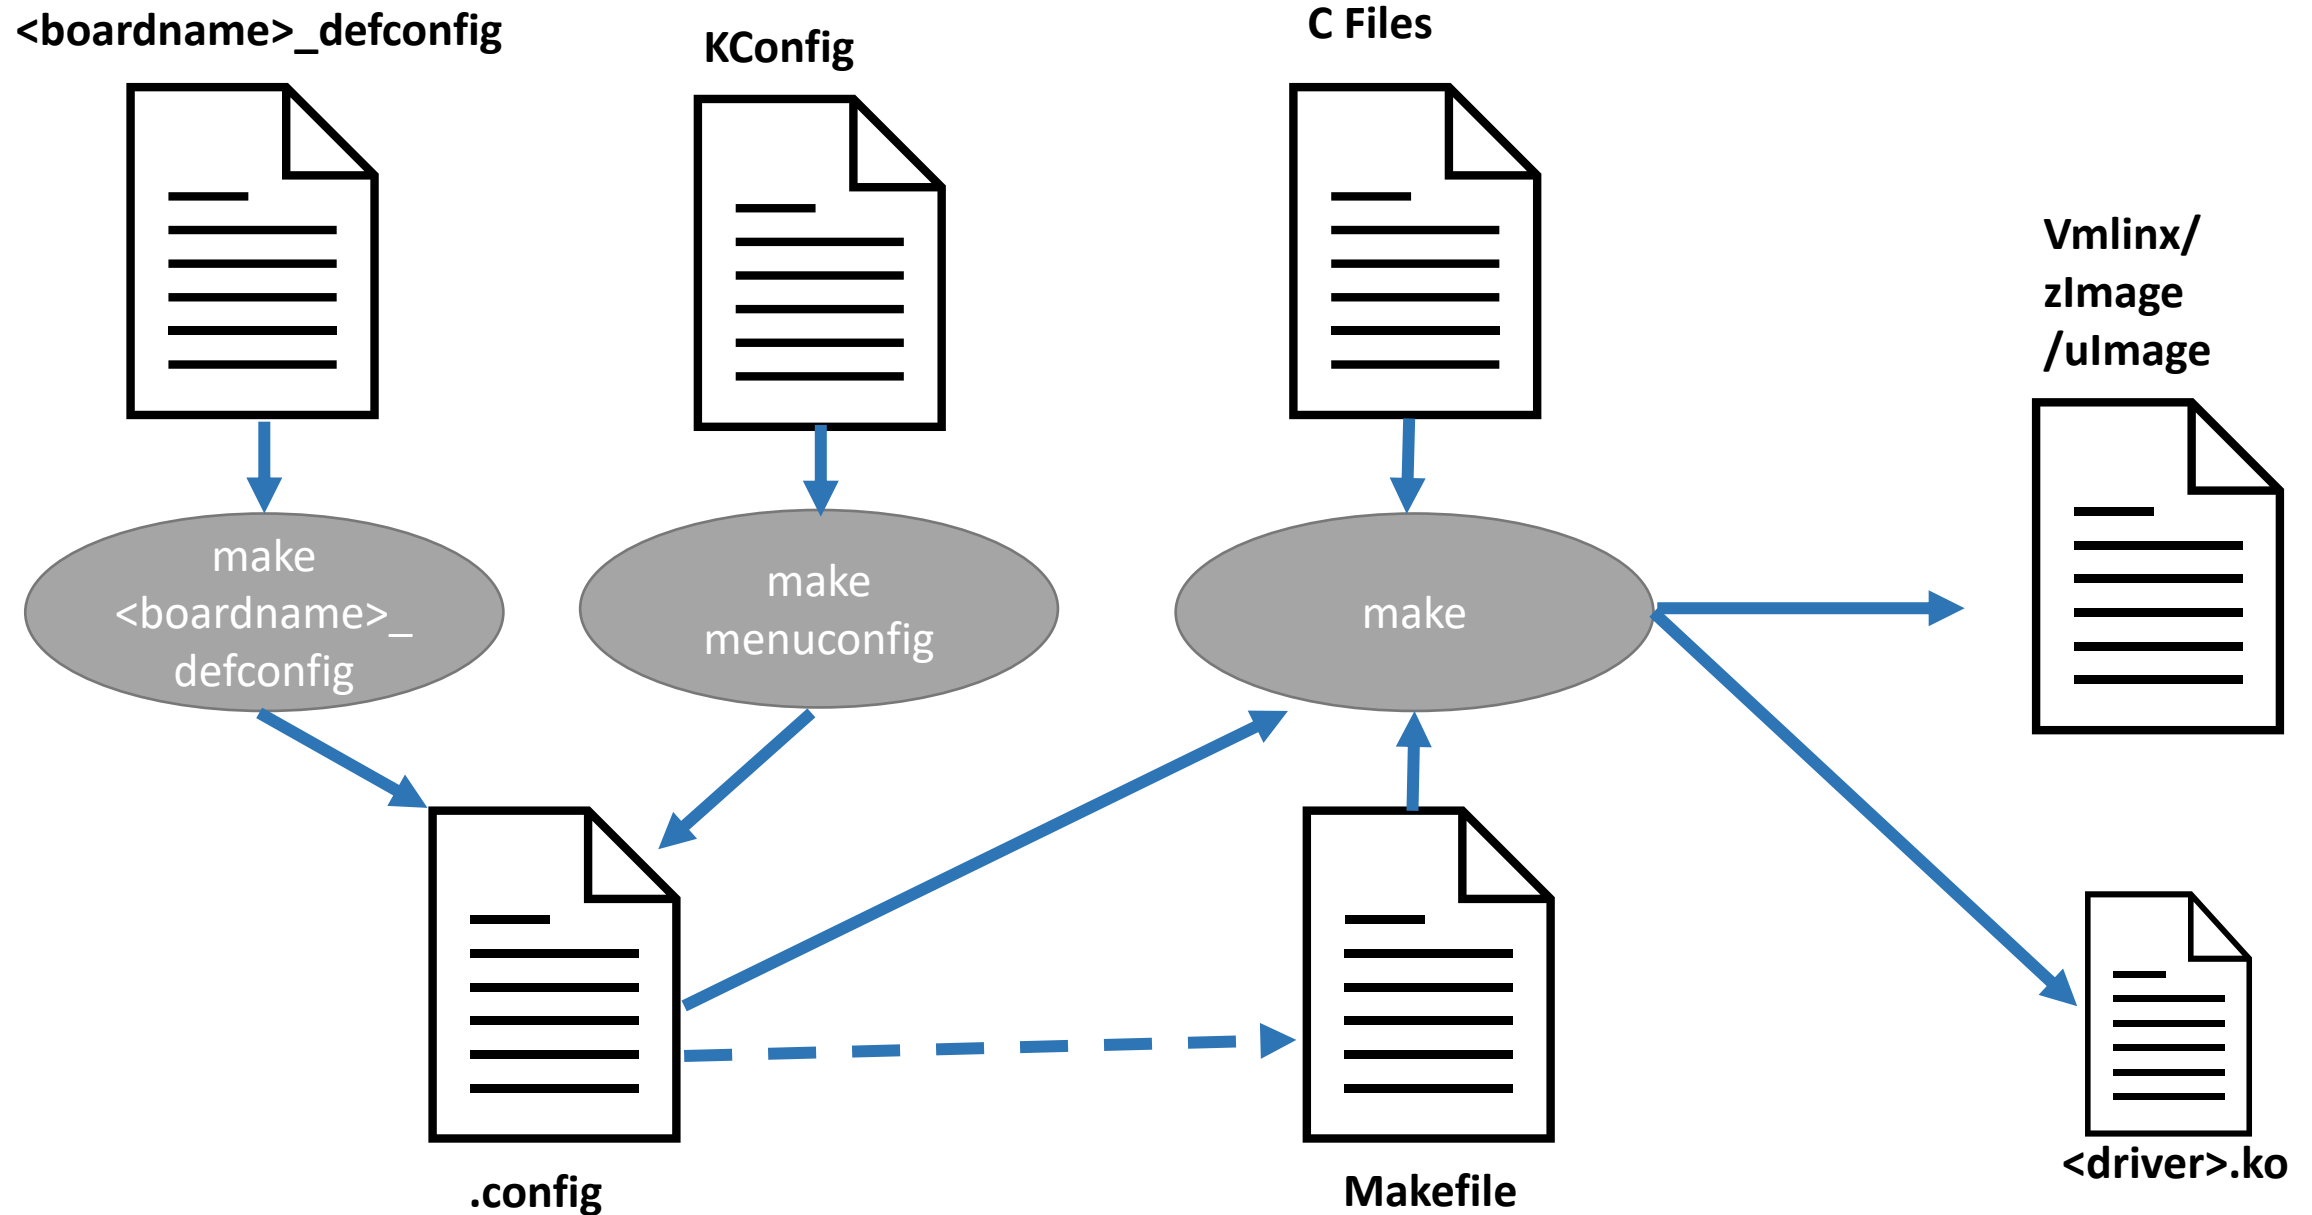 <boardname>_defconfig
KConfig
C Files
Vmlinx/
zImage
/uImage
make
<boardname>_
defconfig
make
menuconfig
make
.config
Makefile
<driver>.ko